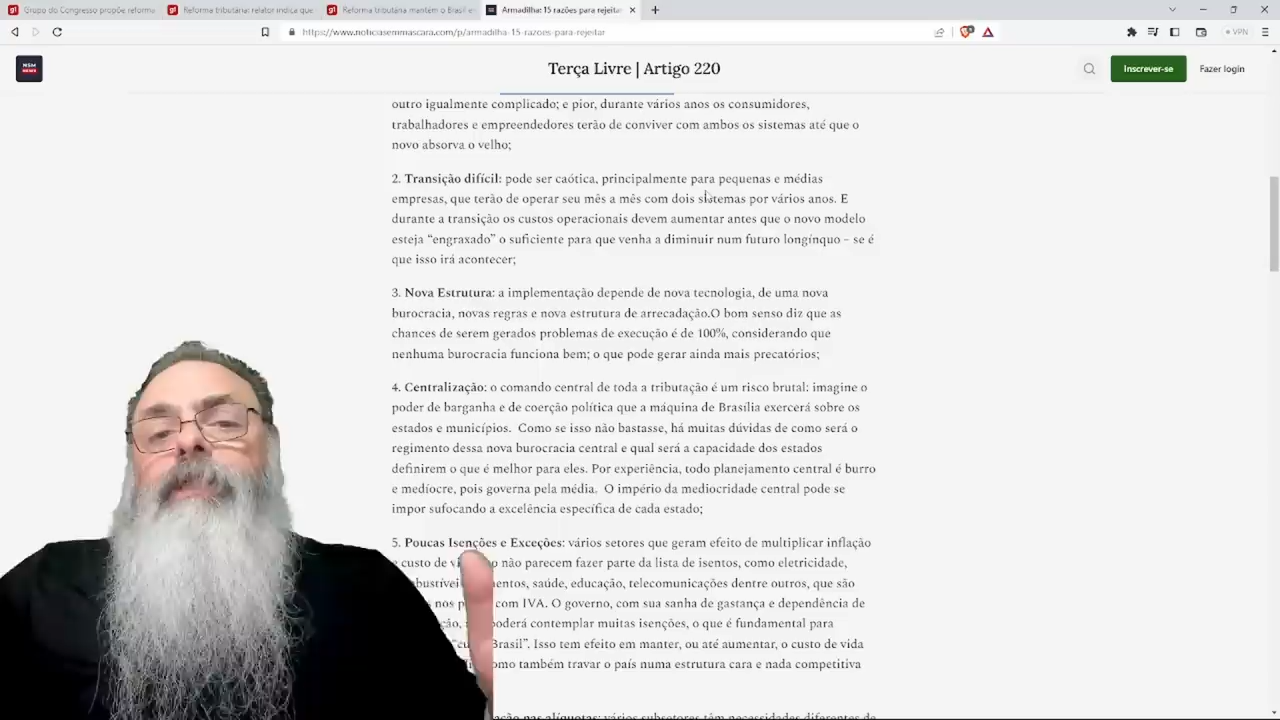 Grupo do Congresso propõe reforma
Reforma tributária: relator indica que
Reforma tributária mantém o Brasil e
Armadilha: 15 razões para rejeitar
https://www.noticiasemmascara.com/p/armadilha-15-razoes-para-rejeitar
VPN
NSM
NEWS
Terça Livre | Artigo 220
Inscrever-se
Fazer login
outro igualmente complicado; e pior, durante vários anos os consumidores,
trabalhadores e empreendedores terão de conviver com ambos os sistemas até que o
novo absorva o velho;
2. Transição difícil: pode ser caótica, principalmente para pequenas e médias
empresas, que terão de operar seu mês a mês com dois sistemas por vários anos. E
durante a transição os custos operacionais devem aumentar antes que o novo modelo
esteja “engraxado” o suficiente para que venha a diminuir num futuro longínquo – se é
que isso irá acontecer;
3. Nova Estrutura: a implementação depende de nova tecnologia, de uma nova
burocracia, novas regras e nova estrutura de arrecadação.O bom senso diz que as
chances de serem gerados problemas de execução é de 100%, considerando que
nenhuma burocracia funciona bem; o que pode gerar ainda mais precatórios;
4. Centralização: o comando central de toda a tributação é um risco brutal: imagine o
poder de barganha e de coerção política que a máquina de Brasília exercerá sobre os
estados e municípios. Como se isso não bastasse, há muitas dúvidas de como será o
regimento dessa nova burocracia central e qual será a capacidade dos estados
definirem o que é melhor para eles. Por experiência, todo planejamento central é burro
e medíocre, pois governa pela média. O império da mediocridade central pode se
impor sufocando a excelência específica de cada estado;
5. Poucas Isenções e Exceções: vários setores que geram efeito de multiplicar inflação
custo de não parecem fazer parte da lista de isentos, como eletricidade,
saúde, educação, telecomunicações dentre outros, que são
nos com IVA. O governo, com sua sanha de gastança e dependência de
poderá contemplar muitas isenções, o que é fundamental para
Brasil”. Isso tem efeito em manter, ou até aumentar, o custo de vida
como também travar o país numa estrutura cara e nada competitiva
nas alíquotas: vários subsetores têm necessidades diferentes de